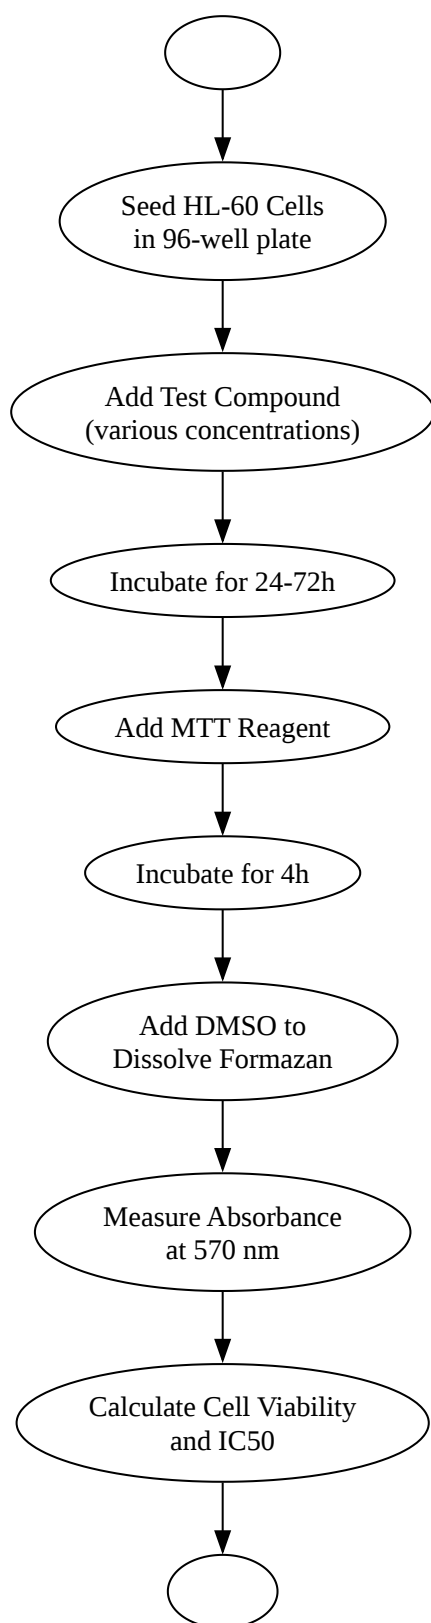 Seed HL-60 Cells
in 96-well plate
Add Test Compound
(various concentrations)
Incubate for 24-72h
Add MTT Reagent
Incubate for 4h
Add DMSO to
Dissolve Formazan
Measure Absorbance
at 570 nm
Calculate Cell Viability
and IC50